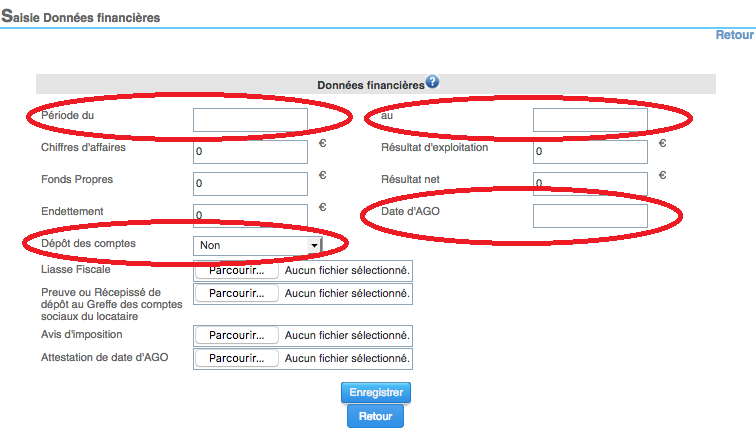 Saisie Données financières
Retour
Données financières ?
Période du au
Chiffres d'affaires 0 € Résultat d'exploitation 0 €
Fonds Propres 0 Résultat net 0 €
Endettement 0 € Date d'AGO
Dépôt des comptes Non
Liasse Fiscale Parcourir... Aucun fichier sélectionné.
Preuve ou Récepissé de Parcourir... Aucun fichier sélectionné.
dépôt au Greffe des comptes
sociaux du locataire
Avis d'imposition Parcourir... Aucun fichier sélectionné.
Attestation de date d'AGO Parcourir... Aucun fichier sélectionné.
Enregistrer
Retour